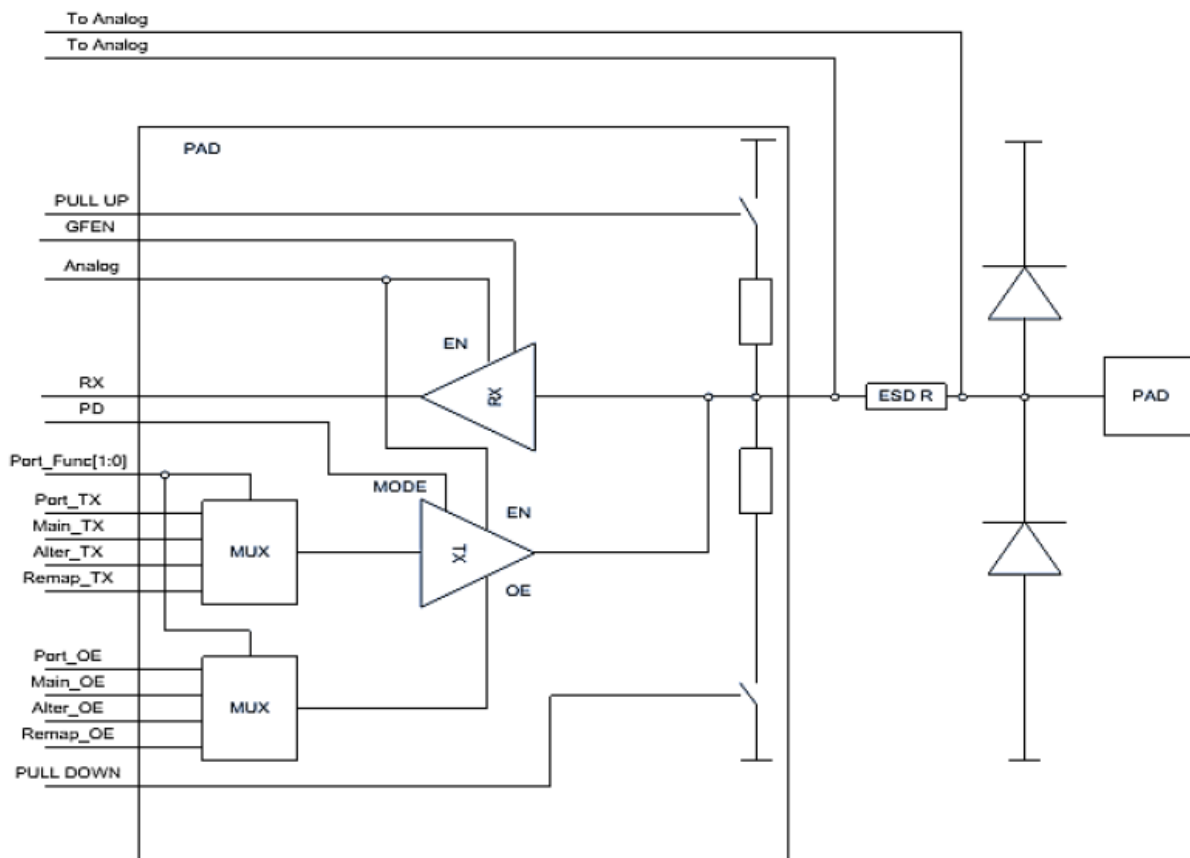 To Analog
To Analog
PAD
PULL UP
GFEN
Analog
EN
RX
RX
PD
PAD
ESD R
Port_Func[1:0]
MODE
Port_TX
Main_TX
Alter_TX
Remap_TX
MUX
TX
EN
OE
Port_OE
Main_OE
Alter_OE
Remap_OE
MUX
PULL DOWN